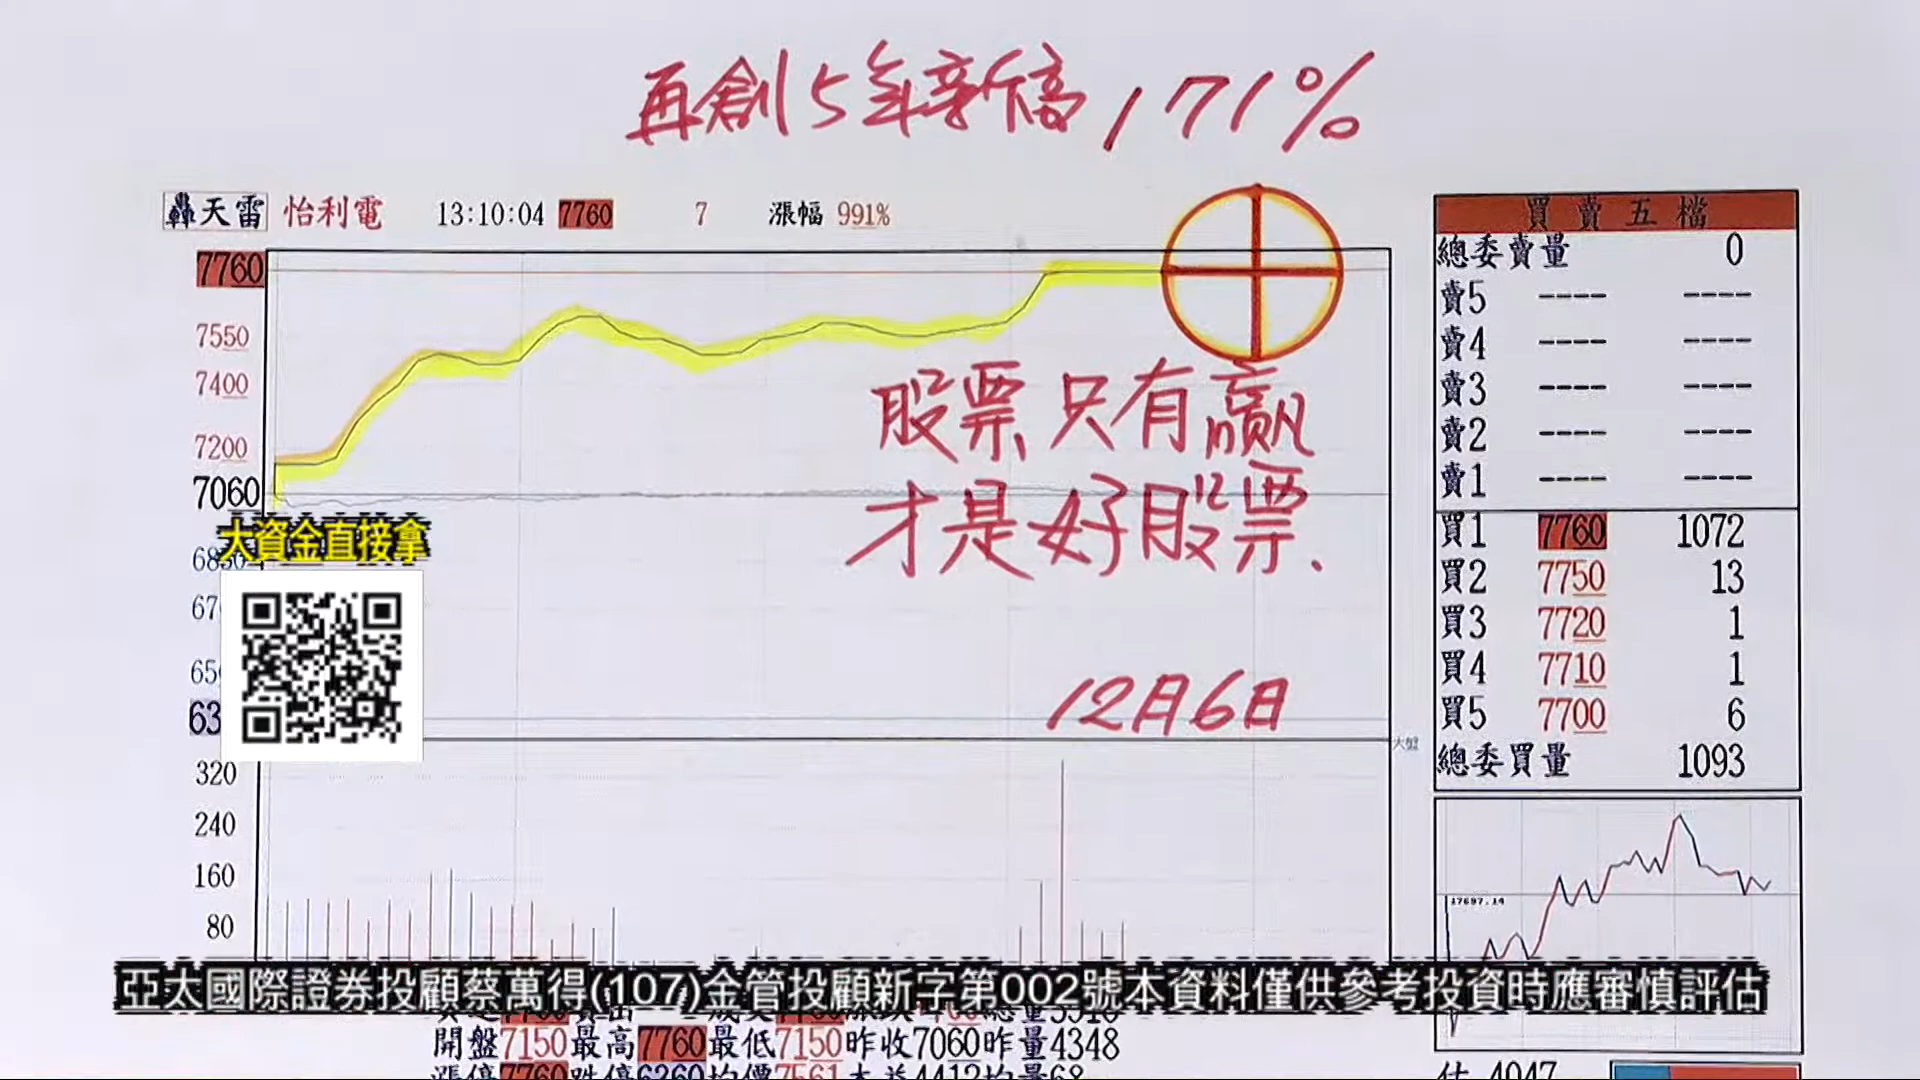 再創5年新高,171%
轟天雷 怡利電 13:10:04 7760 7 漲幅 991%
7760
7550
7400
7200
7060
大資金直接拿
股票只有贏
才是好股票.
12月6日
大盤
320
240
160
80
買賣五檔
總委賣量 0
賣5 ---- ----
賣4 ---- ----
賣3 ---- ----
賣2 ---- ----
賣1 ---- ----
買1 7760 1072
買2 7750 13
買3 7720 1
買4 7710 1
買5 7700 6
總委買量 1093
17697.14
亞太國際證券投顧蔡萬得(107)金管投顧新字第002號本資料僅供參考投資時應審慎評估
開盤7150最高7760最低7150昨收7060昨量4348